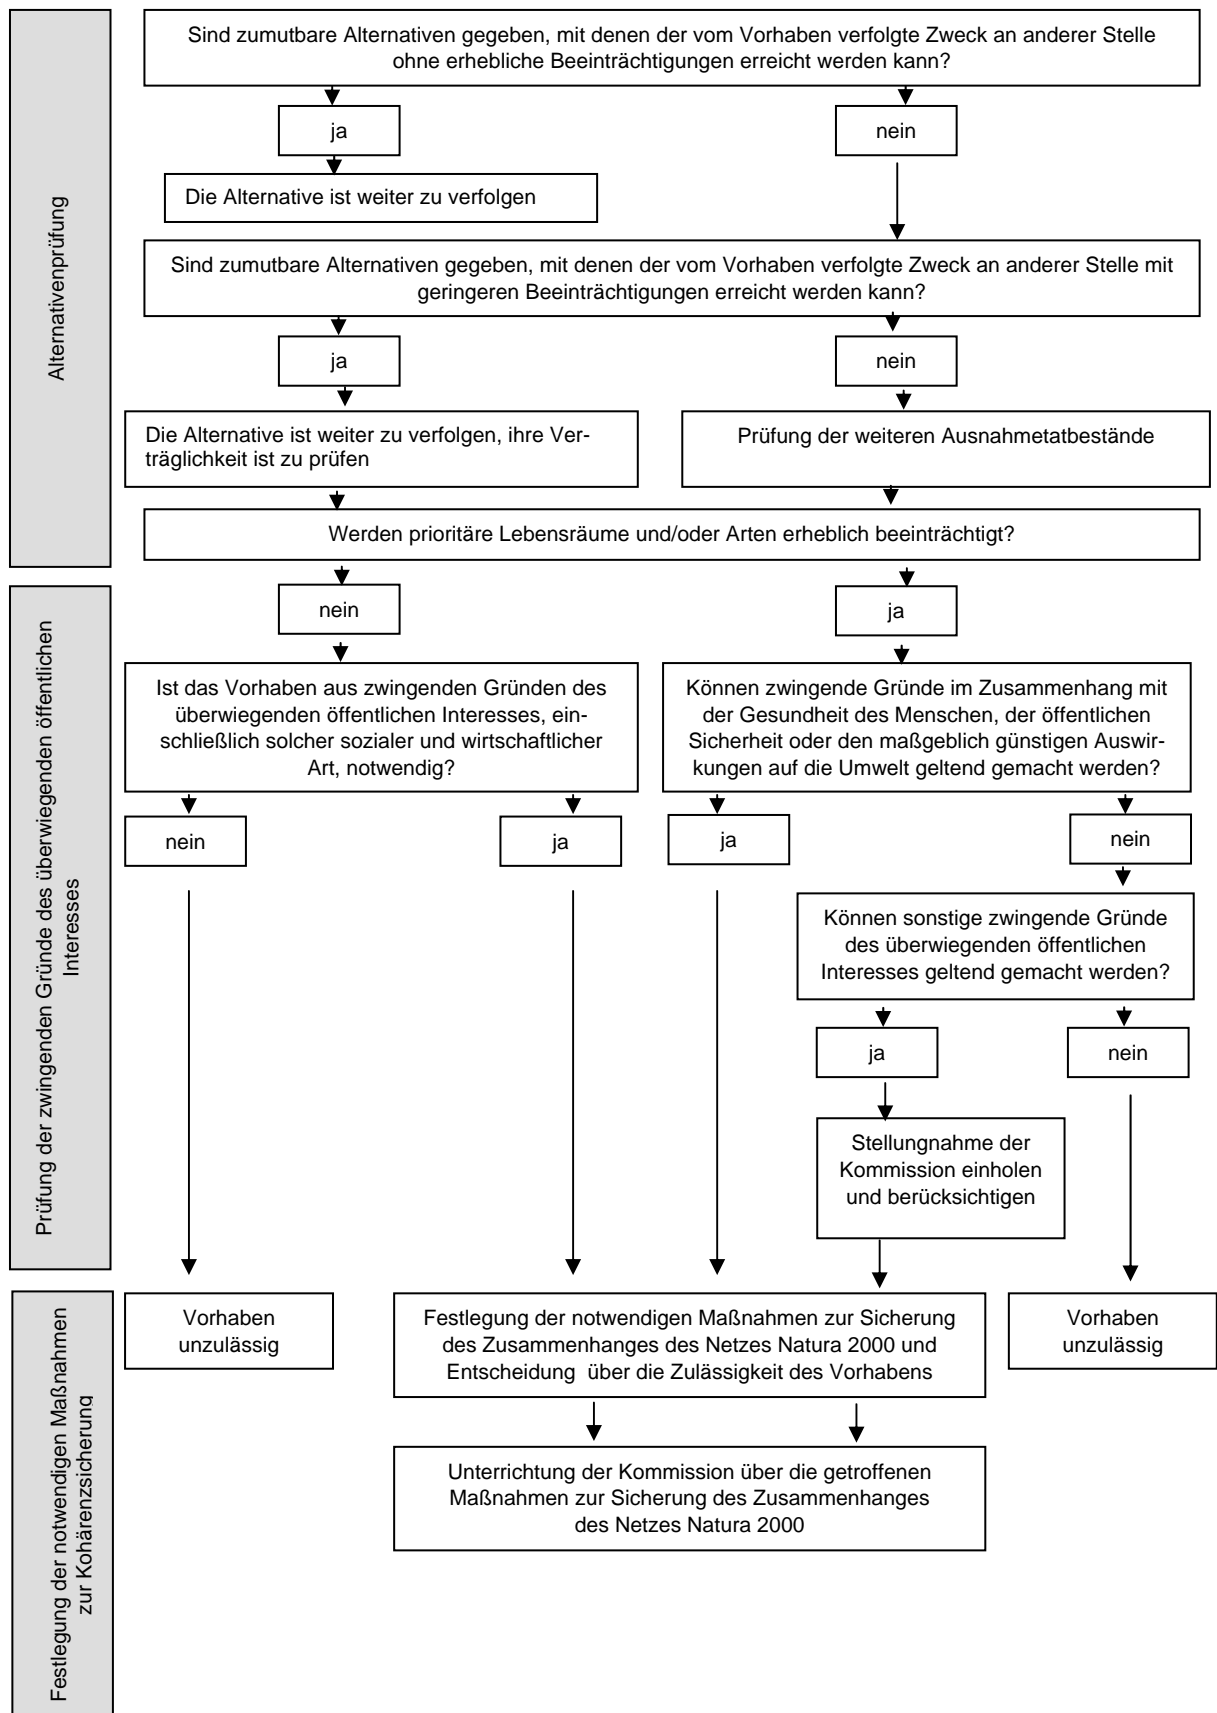 Alternativenprüfung
Sind zumutbare Alternativen gegeben, mit denen der vom Vorhaben verfolgte Zweck an anderer Stelle
ohne erhebliche Beeinträchtigungen erreicht werden kann?
ja
nein
Die Alternative ist weiter zu verfolgen
Sind zumutbare Alternativen gegeben, mit denen der vom Vorhaben verfolgte Zweck an anderer Stelle mit
geringeren Beeinträchtigungen erreicht werden kann?
ja
nein
Die Alternative ist weiter zu verfolgen, ihre Ver-
träglichkeit ist zu prüfen
Prüfung der weiteren Ausnahmetatbestände
Werden prioritäre Lebensräume und/oder Arten erheblich beeinträchtigt?
Prüfung der zwingenden Gründe des überwiegenden öffentlichen
Interesses
nein
ja
Ist das Vorhaben aus zwingenden Gründen des
überwiegenden öffentlichen Interesses, ein-
schließlich solcher sozialer und wirtschaftlicher
Art, notwendig?
Können zwingende Gründe im Zusammenhang mit
der Gesundheit des Menschen, der öffentlichen
Sicherheit oder den maßgeblich günstigen Auswir-
kungen auf die Umwelt geltend gemacht werden?
nein
ja
ja
nein
Können sonstige zwingende Gründe
des überwiegenden öffentlichen
Interesses geltend gemacht werden?
ja
nein
Stellungnahme der
Kommission einholen
und berücksichtigen
Festlegung der notwendigen Maßnahmen
zur Kohärenzsicherung
Vorhaben
unzulässig
Festlegung der notwendigen Maßnahmen zur Sicherung
des Zusammenhanges des Netzes Natura 2000 und
Entscheidung über die Zulässigkeit des Vorhabens
Vorhaben
unzulässig
Unterrichtung der Kommission über die getroffenen
Maßnahmen zur Sicherung des Zusammenhanges
des Netzes Natura 2000